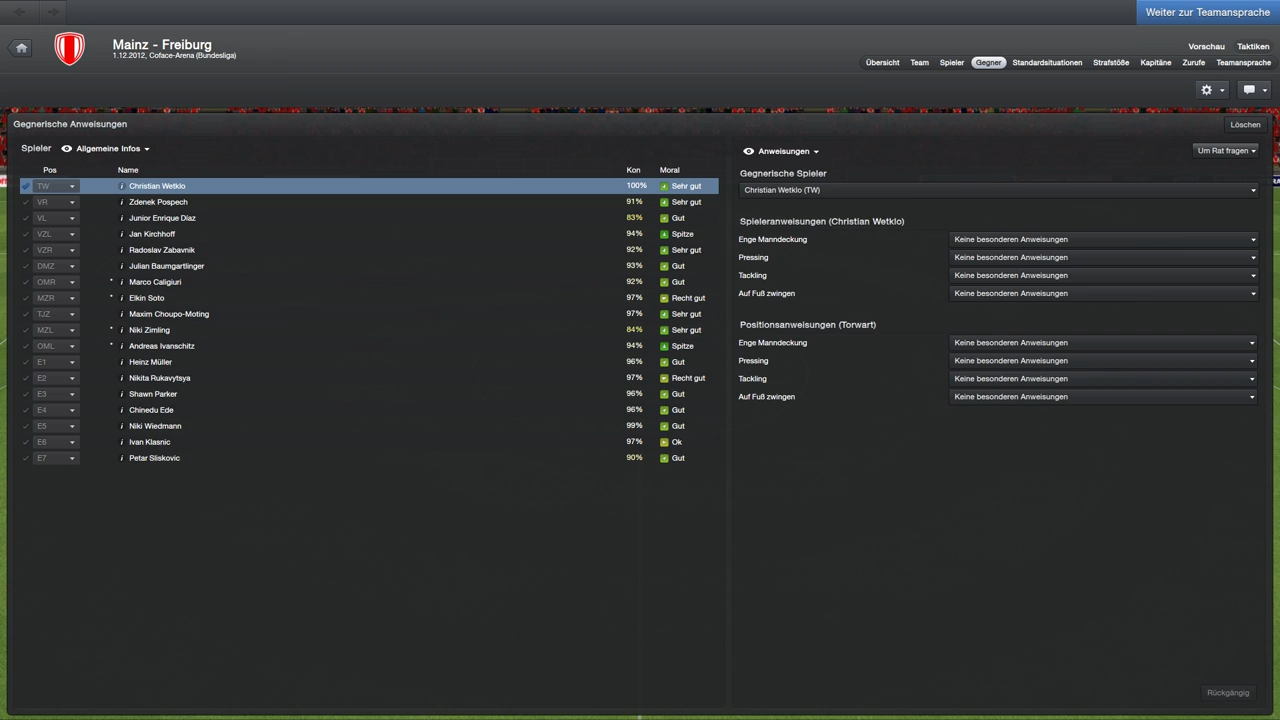 Weiter zur Teamansprache
Mainz - Freiburg
1.12.2012, Coface-Arena (Bundesliga)
Vorschau Taktiken
Übersicht Team Spieler Gegner Standardsituationen Strafstöße Kapitäne Zurufe Teamansprache
Gegnerische Anweisungen
Löschen
Spieler Allgemeine Infos
Pos Name Kon Moral
TW i Christian Wetklo 100% Sehr gut
VR i Zdenek Pospech 91% Sehr gut
VL i Junior Enrique Díaz 83% Gut
VZL i Jan Kirchhoff 94% Spitze
VZR i Radoslav Zabavnik 92% Sehr gut
DMZ i Julian Baumgartlinger 93% Gut
OMR * i Marco Caligiuri 92% Gut
MZR * i Elkin Soto 97% Recht gut
TJZ i Maxim Choupo-Moting 97% Sehr gut
MZL * i Niki Zimling 84% Sehr gut
OML * i Andreas Ivanschitz 94% Spitze
E1 i Heinz Müller 96% Gut
E2 i Nikita Rukavytsya 97% Recht gut
E3 i Shawn Parker 96% Gut
E4 i Chinedu Ede 96% Gut
E5 i Niki Wiedmann 99% Gut
E6 i Ivan Klasnic 97% Ok
E7 i Petar Sliskovic 90% Gut
Anweisungen
Um Rat fragen
Gegnerische Spieler
Christian Wetklo (TW)
Spieleranweisungen (Christian Wetklo)
Enge Manndeckung Keine besonderen Anweisungen
Pressing Keine besonderen Anweisungen
Tackling Keine besonderen Anweisungen
Auf Fuß zwingen Keine besonderen Anweisungen
Positionsanweisungen (Torwart)
Enge Manndeckung Keine besonderen Anweisungen
Pressing Keine besonderen Anweisungen
Tackling Keine besonderen Anweisungen
Auf Fuß zwingen Keine besonderen Anweisungen
Rückgängig